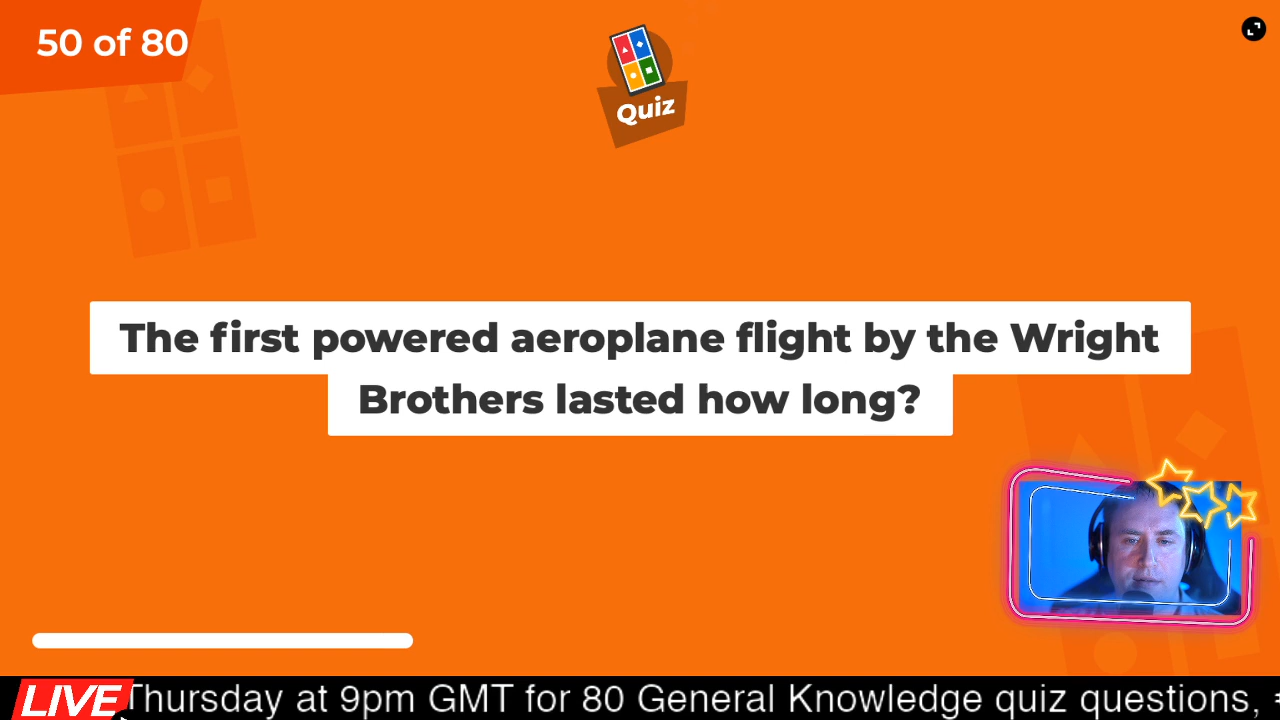 50 of 80
Quiz
The first powered aeroplane flight by the Wright
Brothers lasted how long?
LIVE
Thursday at 9pm GMT for 80 General Knowledge quiz questions,